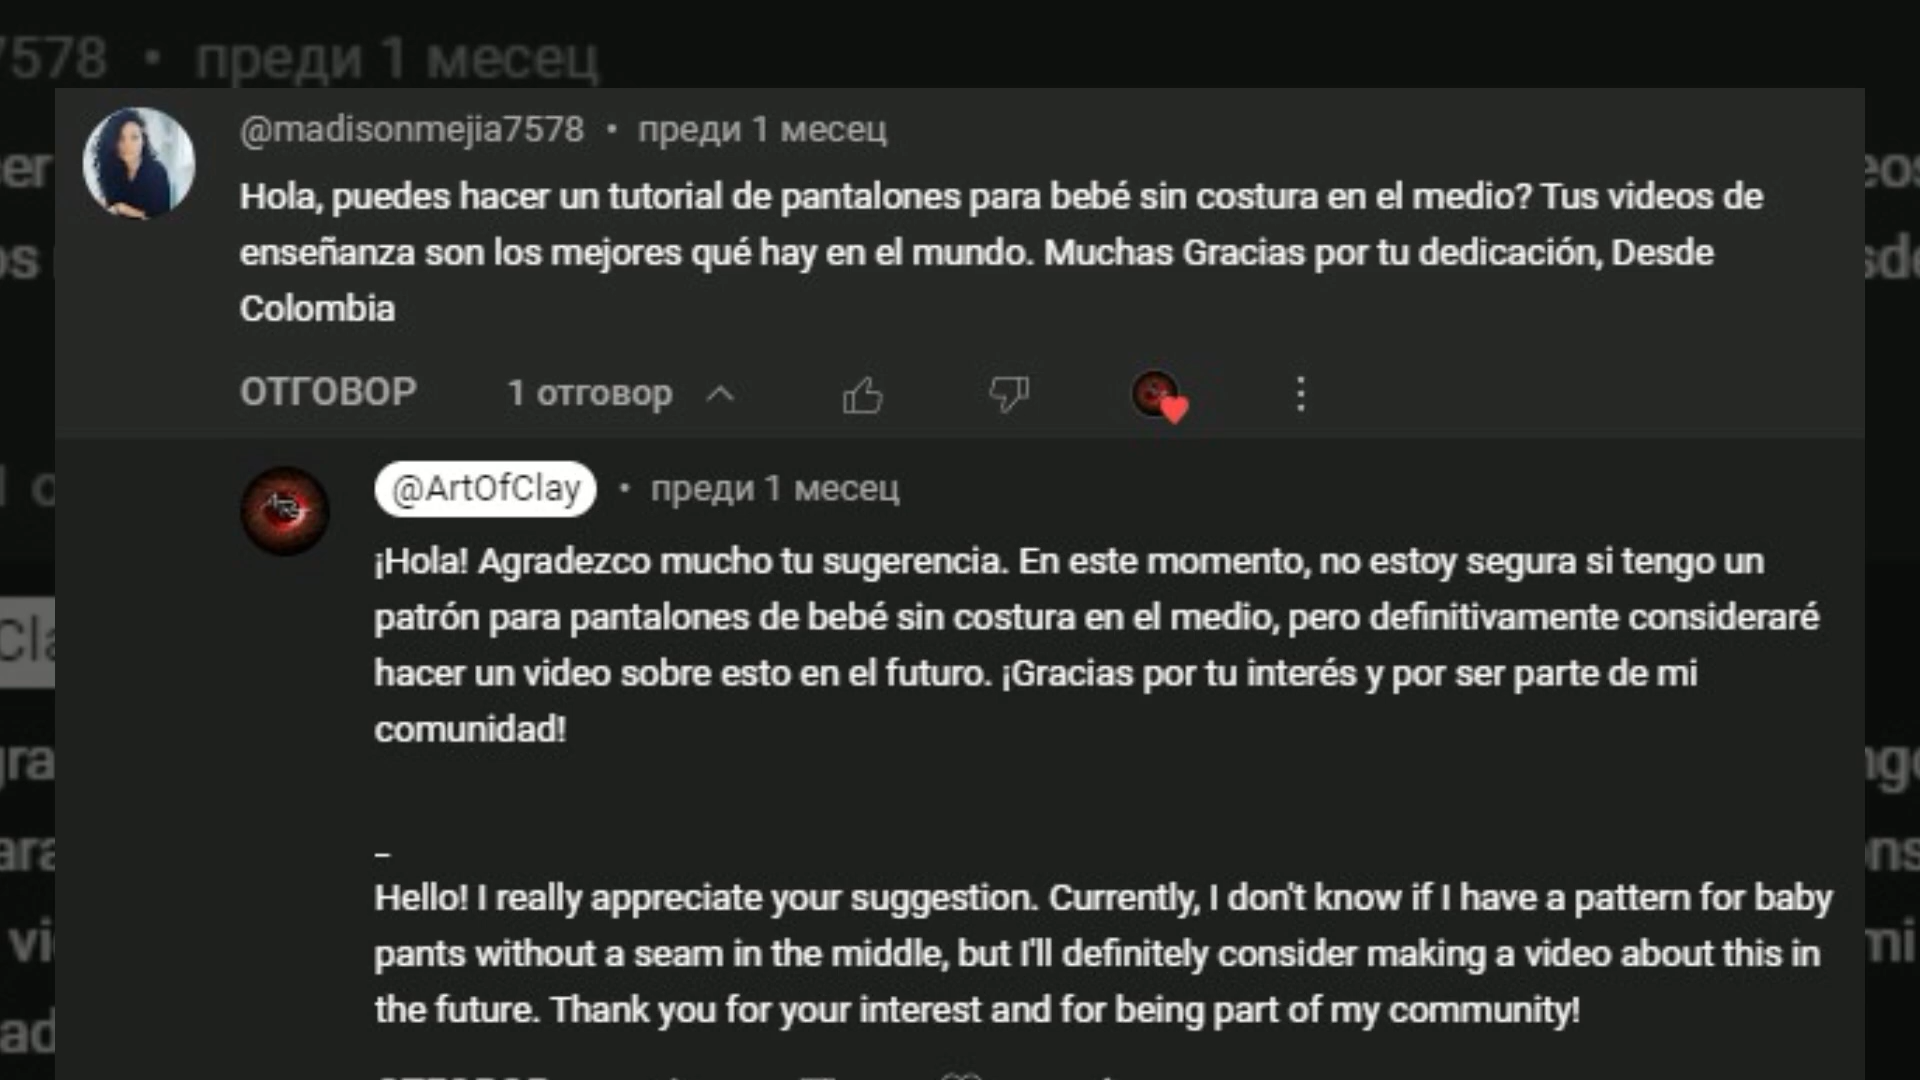 7578 • преди 1 месец
@madisonmejia7578 • преди 1 месец
Hola, puedes hacer un tutorial de pantalones para bebé sin costura en el medio? Tus videos de
enseñanza son los mejores qué hay en el mundo. Muchas Gracias por tu dedicación, Desde
Colombia
ОТГОВОР 1 отговор
@ArtOfClay • преди 1 месец
¡Hola! Agradezco mucho tu sugerencia. En este momento, no estoy segura si tengo un
patrón para pantalones de bebé sin costura en el medio, pero definitivamente consideraré
hacer un video sobre esto en el futuro. ¡Gracias por tu interés y por ser parte de mi
comunidad!
_
Hello! I really appreciate your suggestion. Currently, I don't know if I have a pattern for baby
pants without a seam in the middle, but I'll definitely consider making a video about this in
the future. Thank you for your interest and for being part of my community!